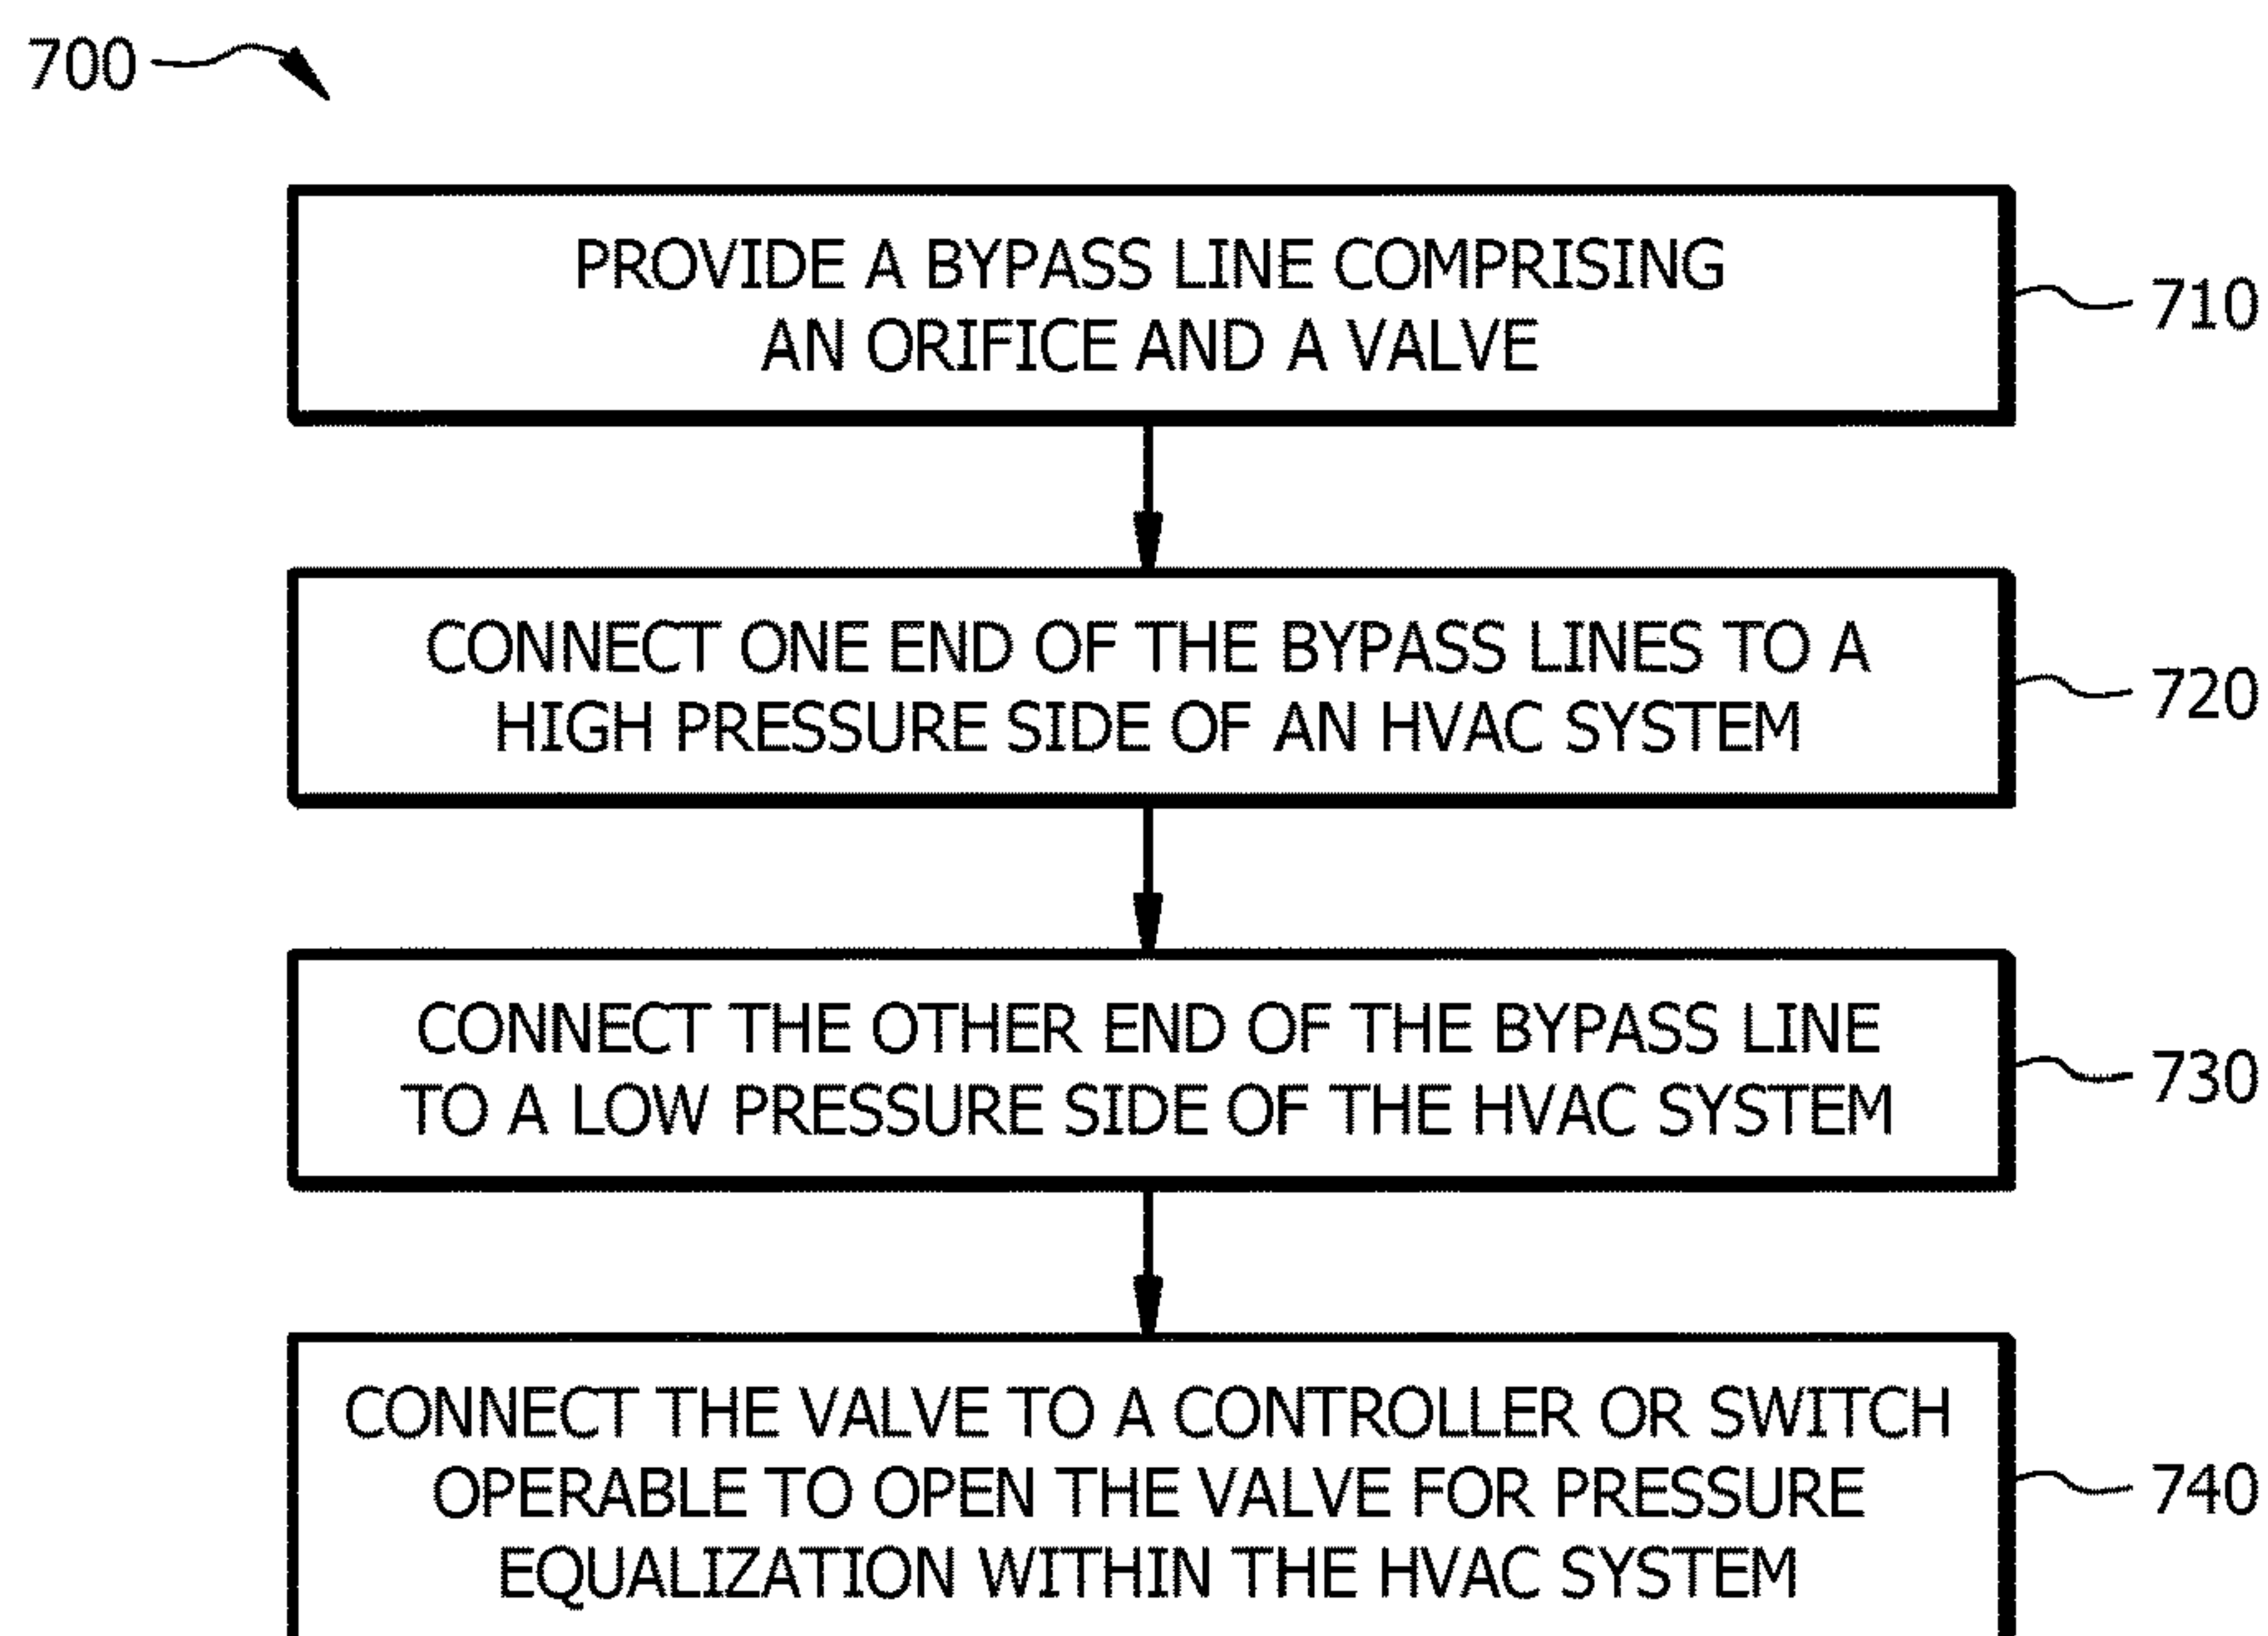 700
PROVIDE A BYPASS LINE COMPRISING
AN ORIFICE AND A VALVE
710
CONNECT ONE END OF THE BYPASS LINES TO A
HIGH PRESSURE SIDE OF AN HVAC SYSTEM
720
CONNECT THE OTHER END OF THE BYPASS LINE
TO A LOW PRESSURE SIDE OF THE HVAC SYSTEM
730
CONNECT THE VALVE TO A CONTROLLER OR SWITCH
OPERABLE TO OPEN THE VALVE FOR PRESSURE
EQUALIZATION WITHIN THE HVAC SYSTEM
740